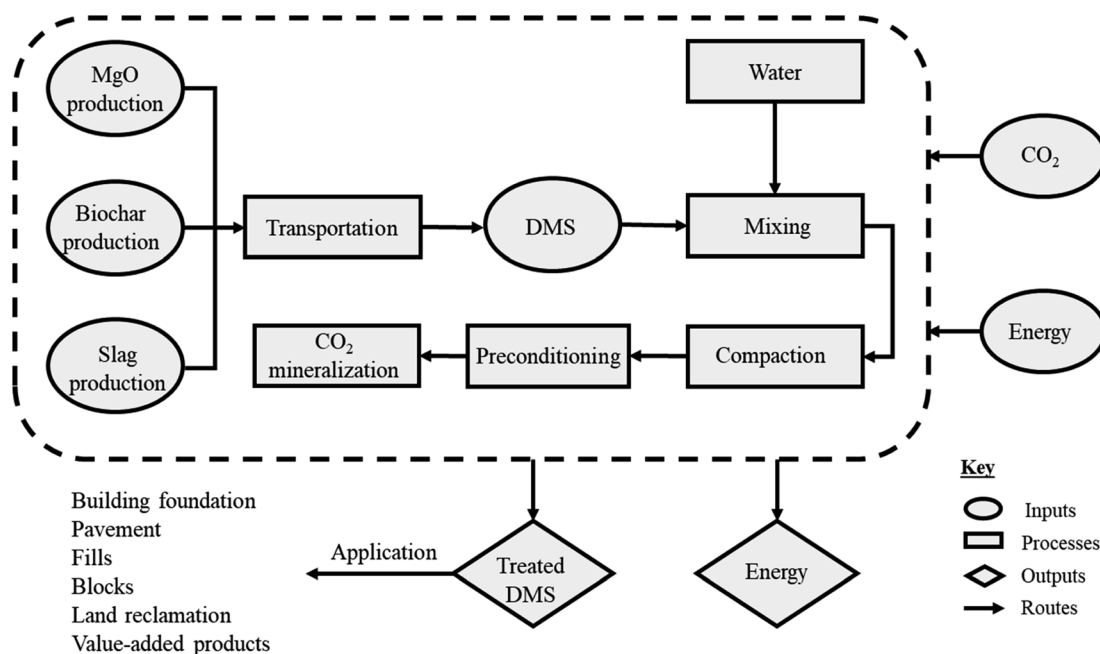 MgO
production
Water
CO₂
Biochar
production
Transportation
DMS
Mixing
Slag
production
CO₂
mineralization
Preconditioning
Compaction
Energy
Building foundation
Pavement
Fills
Blocks
Land reclamation
Value-added products
Application
Treated
DMS
Energy
Key
Inputs
Processes
Outputs
Routes